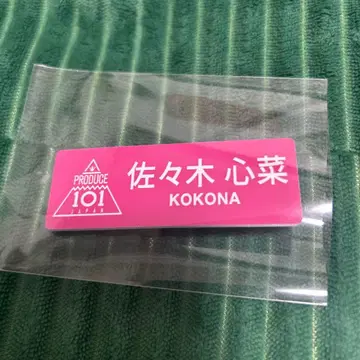 PRODUCE
101
JAPAN
佐々木 心菜
KOKONA